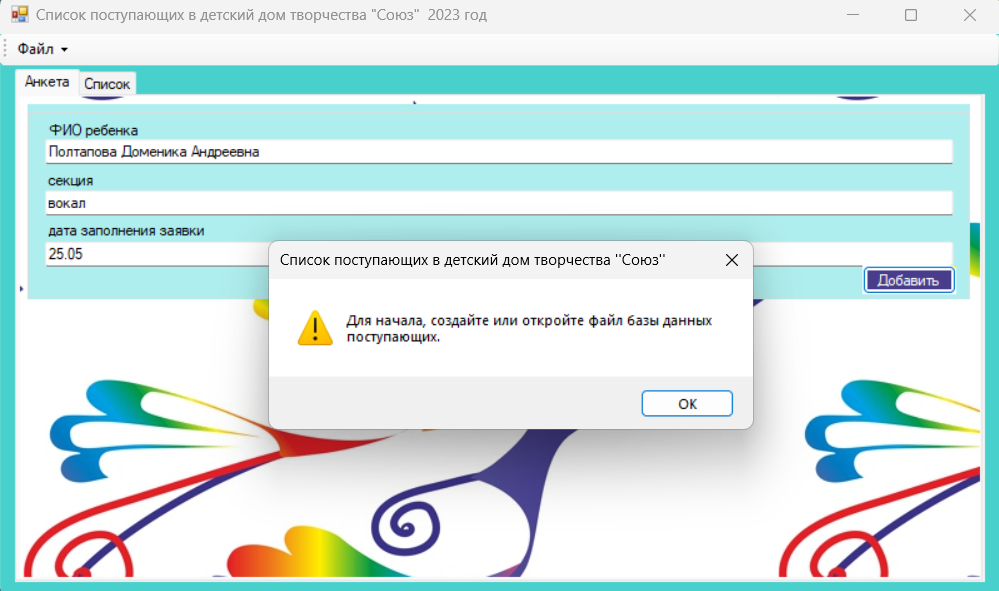 Список поступающих в детский дом творчества "Союз"  2023 год
Файл
Анкета
Список
ФИО ребенка
Полтапова Доменика Андреевна
секция
вокал
дата заполнения заявки
25.05
Добавить
Список поступающих в детский дом творчества "Союз"
Для начала, создайте или откройте файл базы данных
поступающих.
OK